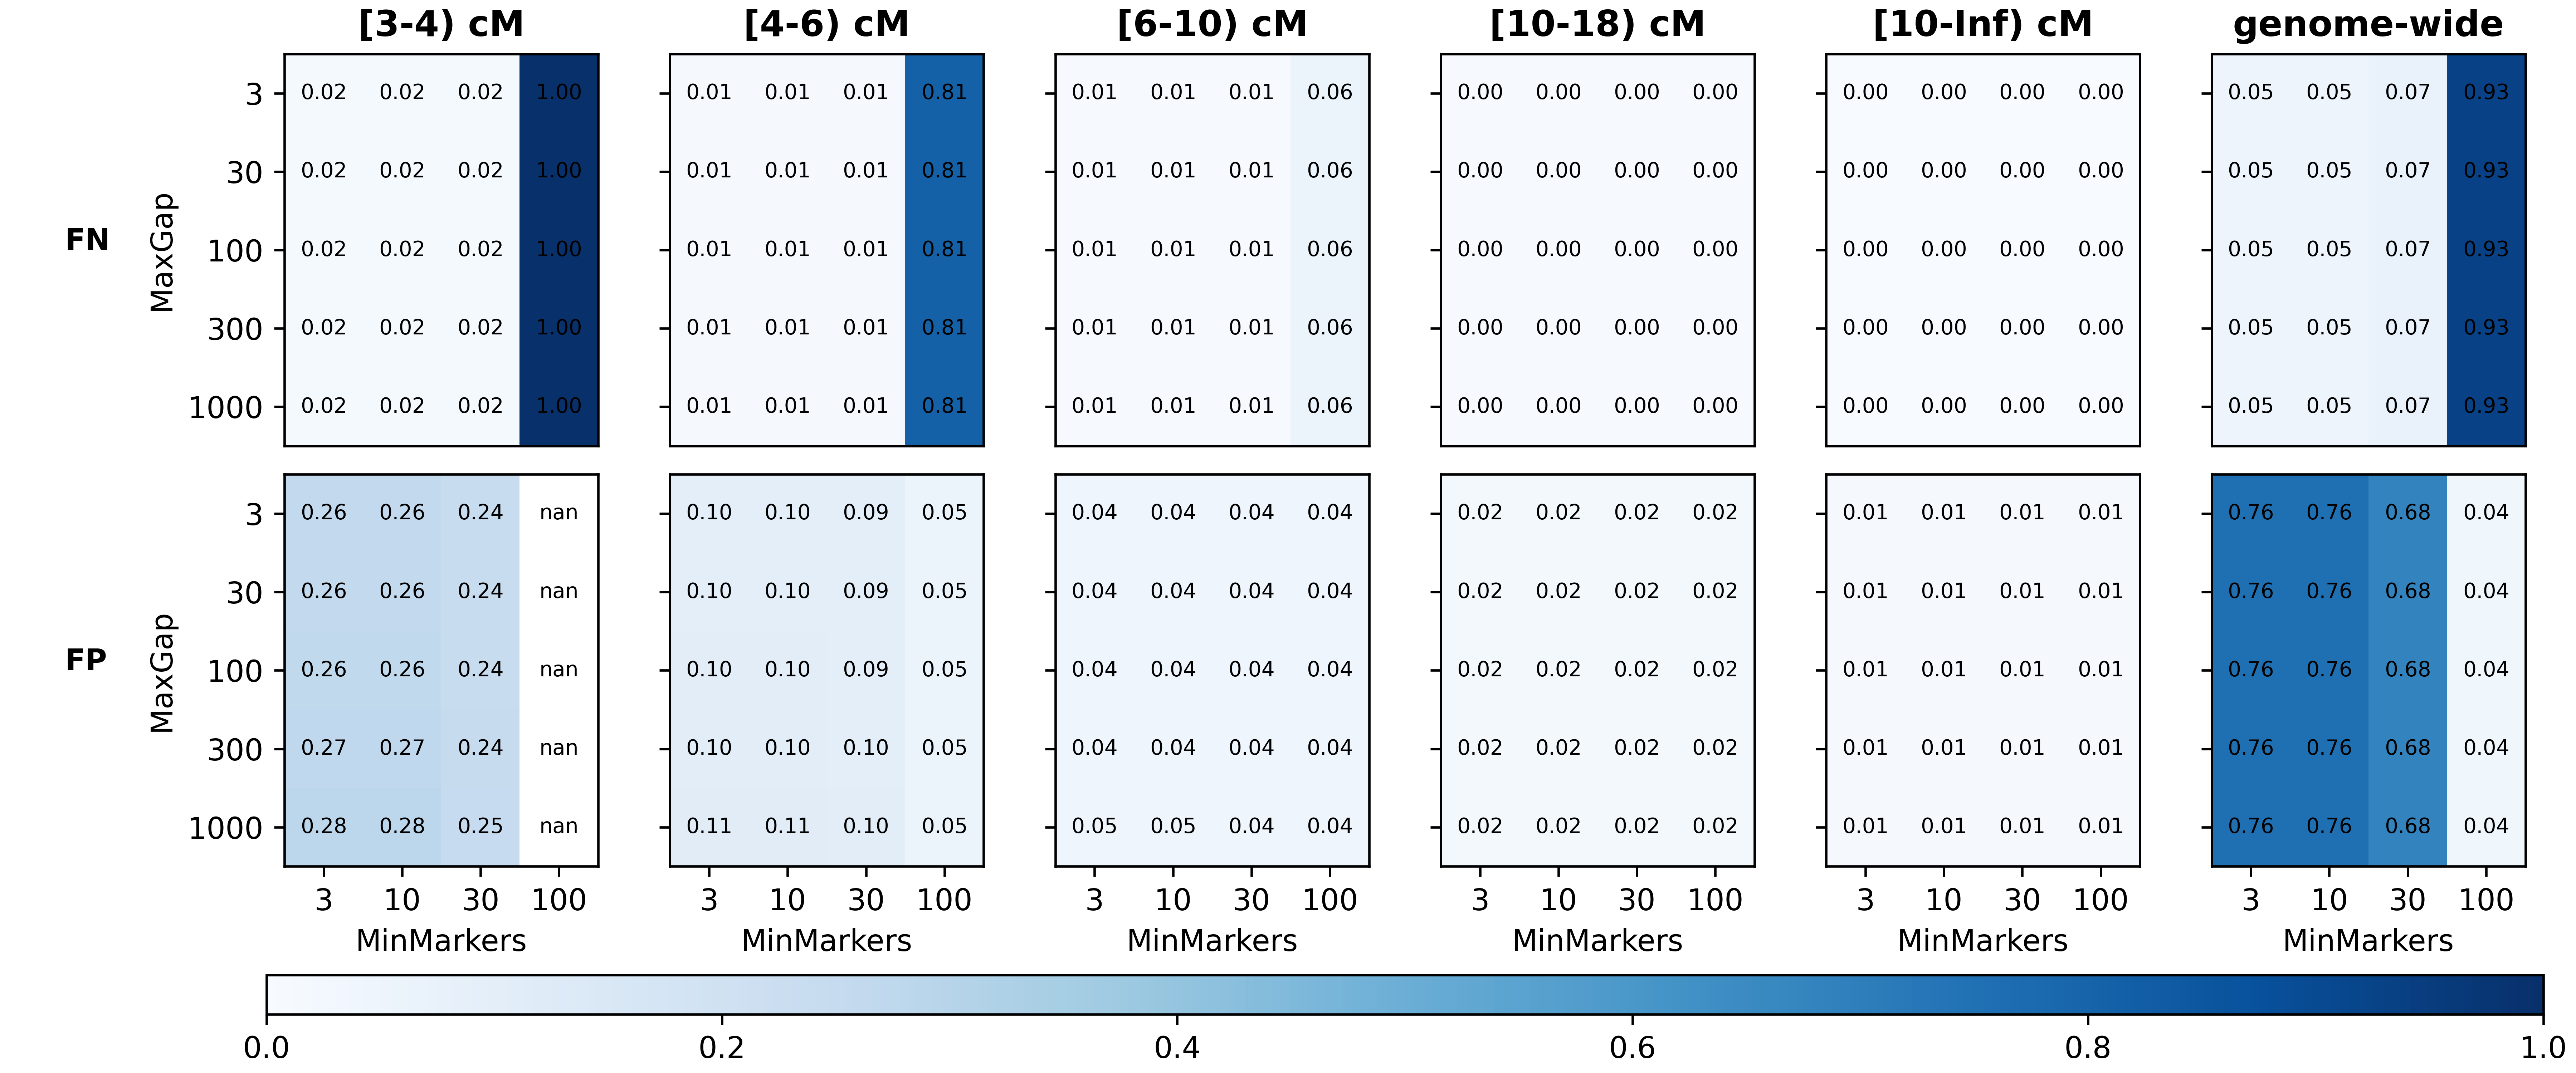 [3-4) cM [4-6) cM [6-10) cM [10-18) cM [10-Inf) cM genome-wide
3 0.02 0.02 0.02 1.00 0.01 0.01 0.01 0.81 0.01 0.01 0.01 0.06 0.00 0.00 0.00 0.00 0.00 0.00 0.00 0.00 0.05 0.05 0.07 0.93
30 0.02 0.02 0.02 1.00 0.01 0.01 0.01 0.81 0.01 0.01 0.01 0.06 0.00 0.00 0.00 0.00 0.00 0.00 0.00 0.00 0.05 0.05 0.07 0.93
FN MaxGap 100 0.02 0.02 0.02 1.00 0.01 0.01 0.01 0.81 0.01 0.01 0.01 0.06 0.00 0.00 0.00 0.00 0.00 0.00 0.00 0.00 0.05 0.05 0.07 0.93
300 0.02 0.02 0.02 1.00 0.01 0.01 0.01 0.81 0.01 0.01 0.01 0.06 0.00 0.00 0.00 0.00 0.00 0.00 0.00 0.00 0.05 0.05 0.07 0.93
1000 0.02 0.02 0.02 1.00 0.01 0.01 0.01 0.81 0.01 0.01 0.01 0.06 0.00 0.00 0.00 0.00 0.00 0.00 0.00 0.00 0.05 0.05 0.07 0.93
3 0.26 0.26 0.24 nan 0.10 0.10 0.09 0.05 0.04 0.04 0.04 0.04 0.02 0.02 0.02 0.02 0.01 0.01 0.01 0.01 0.76 0.76 0.68 0.04
30 0.26 0.26 0.24 nan 0.10 0.10 0.09 0.05 0.04 0.04 0.04 0.04 0.02 0.02 0.02 0.02 0.01 0.01 0.01 0.01 0.76 0.76 0.68 0.04
FP MaxGap 100 0.26 0.26 0.24 nan 0.10 0.10 0.09 0.05 0.04 0.04 0.04 0.04 0.02 0.02 0.02 0.02 0.01 0.01 0.01 0.01 0.76 0.76 0.68 0.04
300 0.27 0.27 0.24 nan 0.10 0.10 0.10 0.05 0.04 0.04 0.04 0.04 0.02 0.02 0.02 0.02 0.01 0.01 0.01 0.01 0.76 0.76 0.68 0.04
1000 0.28 0.28 0.25 nan 0.11 0.11 0.10 0.05 0.05 0.05 0.04 0.04 0.02 0.02 0.02 0.02 0.01 0.01 0.01 0.01 0.76 0.76 0.68 0.04
3 10 30 100 3 10 30 100 3 10 30 100 3 10 30 100 3 10 30 100 3 10 30 100
MinMarkers MinMarkers MinMarkers MinMarkers MinMarkers MinMarkers
0.0 0.2 0.4 0.6 0.8 1.0